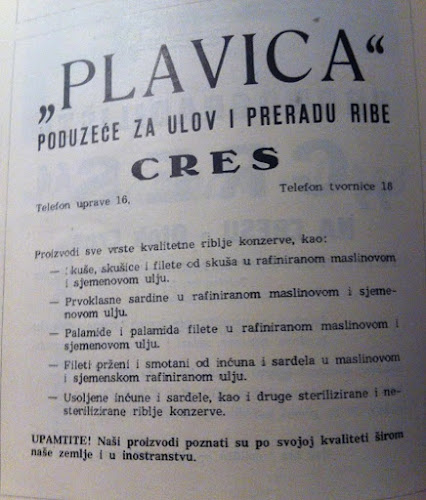 „PLAVICA“
PODUZEĆE ZA ULOV I PRERADU RIBE
CRES
Telefon uprave 16, Telefon tvornice 18
Proizvodi sve vrste kvalitetne riblje konzerve, kao:
— Skuše, skušice i filete od skuša u rafiniranom maslinovom
i sjemenovom ulju.
— Prvoklasne sardine u rafiniranom maslinovom i sjeme-
novom ulju.
— Palamide i palamida filete u rafiniranom maslinovom i
sjemenovom ulju.
— Fileti prženi i smotani od inćuna i sardela u maslinovom
i sjemenskom rafiniranom ulju.
— Usoljene inćune i sardele, kao i druge sterilizirane i ne-
sterilizirane riblje konzerve.
UPAMTITE! Naši proizvodi poznati su po svojoj kvaliteti širom
naše zemlje i u inostranstvu.